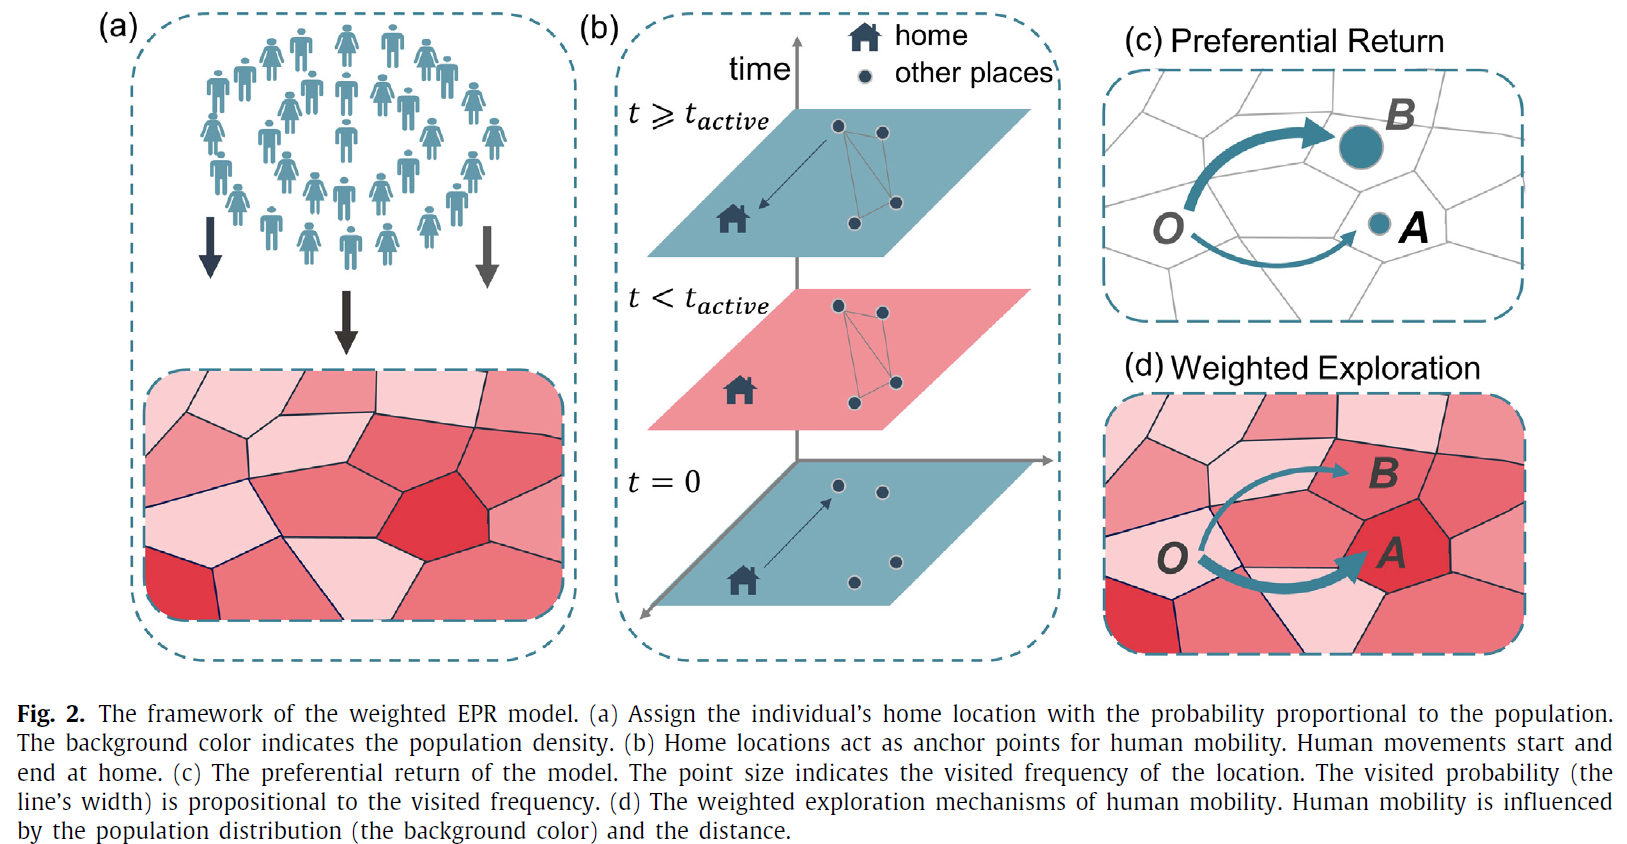 (a)
(b)
home
other places
time
t ⩾ t_active
t < t_active
t = 0
(c) Preferential Return
B
O
A
(d) Weighted Exploration
B
O
A
Fig. 2. The framework of the weighted EPR model. (a) Assign the individual's home location with the probability proportional to the population.
The background color indicates the population density. (b) Home locations act as anchor points for human mobility. Human movements start and
end at home. (c) The preferential return of the model. The point size indicates the visited frequency of the location. The visited probability (the
line's width) is propositional to the visited frequency. (d) The weighted exploration mechanisms of human mobility. Human mobility is influenced
by the population distribution (the background color) and the distance.